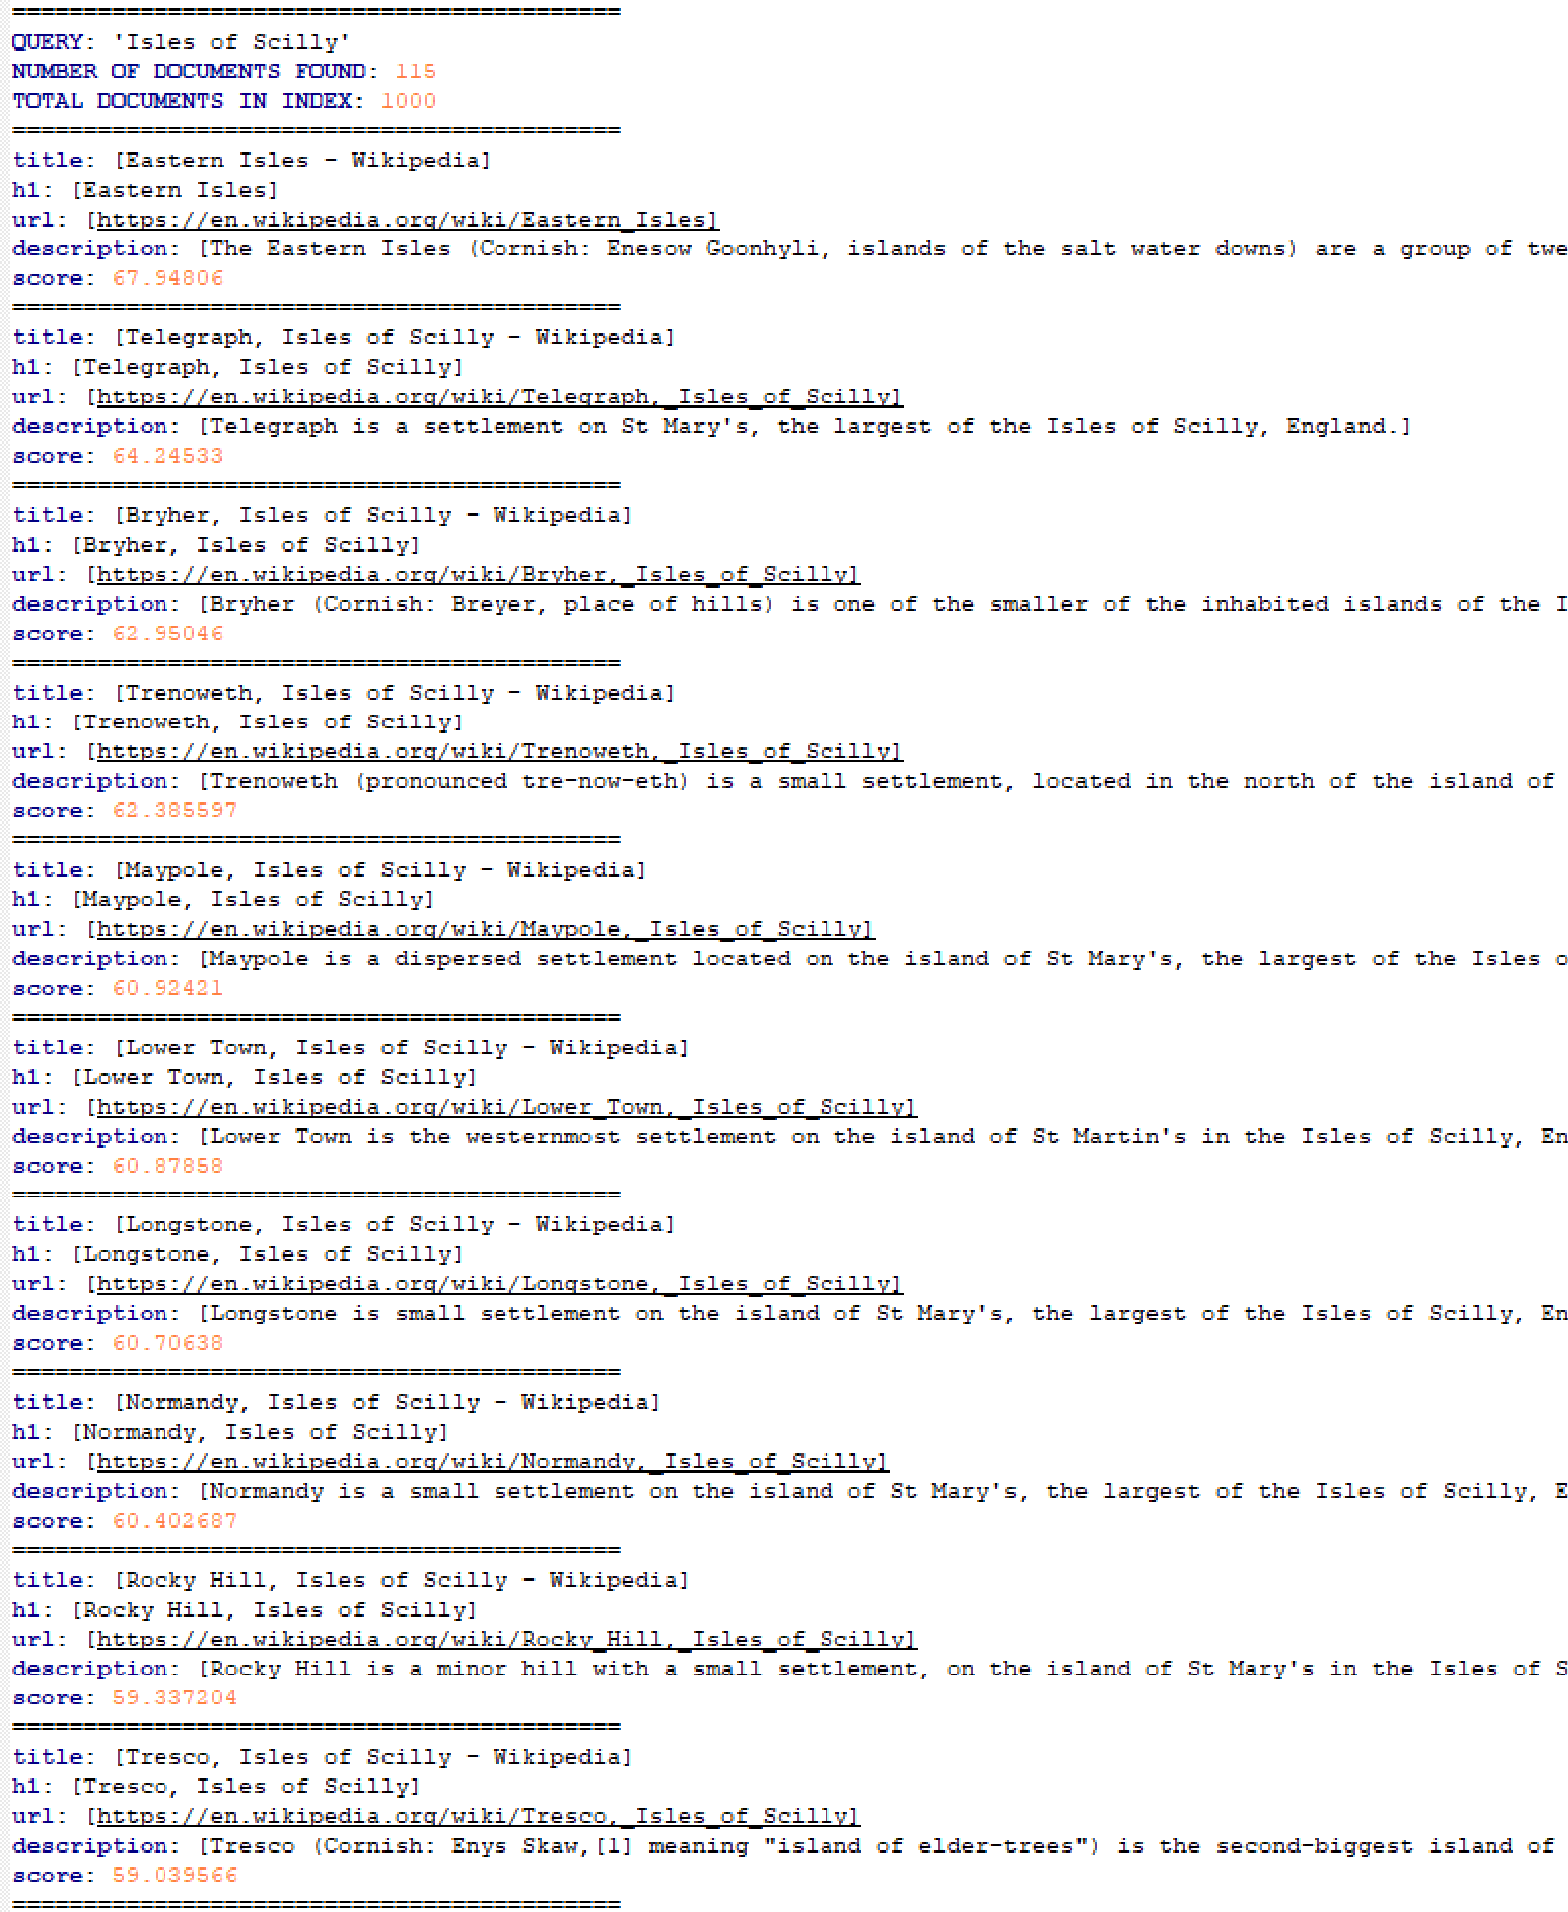 ===========================================
QUERY: 'Isles of Scilly'
NUMBER OF DOCUMENTS FOUND: 115
TOTAL DOCUMENTS IN INDEX: 1000
===========================================
title: [Eastern Isles - Wikipedia]
h1: [Eastern Isles]
url: [https://en.wikipedia.org/wiki/Eastern_Isles]
description: [The Eastern Isles (Cornish: Enesow Goonhyli, islands of the salt water downs) are a group of twe
score: 67.94806
===========================================
title: [Telegraph, Isles of Scilly - Wikipedia]
h1: [Telegraph, Isles of Scilly]
url: [https://en.wikipedia.org/wiki/Telegraph,_Isles_of_Scilly]
description: [Telegraph is a settlement on St Mary's, the largest of the Isles of Scilly, England.]
score: 64.24533
===========================================
title: [Bryher, Isles of Scilly - Wikipedia]
h1: [Bryher, Isles of Scilly]
url: [https://en.wikipedia.org/wiki/Bryher,_Isles_of_Scilly]
description: [Bryher (Cornish: Breyer, place of hills) is one of the smaller of the inhabited islands of the I
score: 62.95046
===========================================
title: [Trenoweth, Isles of Scilly - Wikipedia]
h1: [Trenoweth, Isles of Scilly]
url: [https://en.wikipedia.org/wiki/Trenoweth,_Isles_of_Scilly]
description: [Trenoweth (pronounced tre-now-eth) is a small settlement, located in the north of the island of
score: 62.385597
===========================================
title: [Maypole, Isles of Scilly - Wikipedia]
h1: [Maypole, Isles of Scilly]
url: [https://en.wikipedia.org/wiki/Maypole,_Isles_of_Scilly]
description: [Maypole is a dispersed settlement located on the island of St Mary's, the largest of the Isles o
score: 60.92421
===========================================
title: [Lower Town, Isles of Scilly - Wikipedia]
h1: [Lower Town, Isles of Scilly]
url: [https://en.wikipedia.org/wiki/Lower_Town,_Isles_of_Scilly]
description: [Lower Town is the westernmost settlement on the island of St Martin's in the Isles of Scilly, En
score: 60.87858
===========================================
title: [Longstone, Isles of Scilly - Wikipedia]
h1: [Longstone, Isles of Scilly]
url: [https://en.wikipedia.org/wiki/Longstone,_Isles_of_Scilly]
description: [Longstone is small settlement on the island of St Mary's, the largest of the Isles of Scilly, En
score: 60.70638
===========================================
title: [Normandy, Isles of Scilly - Wikipedia]
h1: [Normandy, Isles of Scilly]
url: [https://en.wikipedia.org/wiki/Normandy,_Isles_of_Scilly]
description: [Normandy is a small settlement on the island of St Mary's, the largest of the Isles of Scilly, E
score: 60.402687
===========================================
title: [Rocky Hill, Isles of Scilly - Wikipedia]
h1: [Rocky Hill, Isles of Scilly]
url: [https://en.wikipedia.org/wiki/Rocky_Hill,_Isles_of_Scilly]
description: [Rocky Hill is a minor hill with a small settlement, on the island of St Mary's in the Isles of S
score: 59.337204
===========================================
title: [Tresco, Isles of Scilly - Wikipedia]
h1: [Tresco, Isles of Scilly]
url: [https://en.wikipedia.org/wiki/Tresco,_Isles_of_Scilly]
description: [Tresco (Cornish: Enys Skaw,[1] meaning "island of elder-trees") is the second-biggest island of
score: 59.039566
===========================================